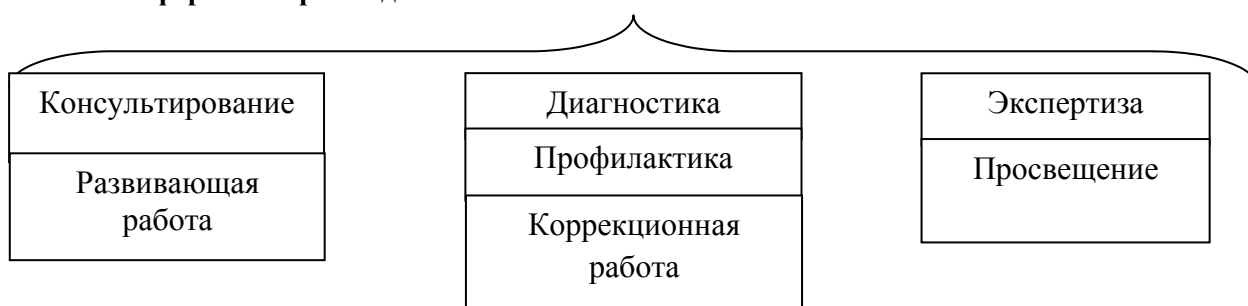 Консультирование
Развивающая
работа
Диагностика
Профилактика
Коррекционная
работа
Экспертиза
Просвещение